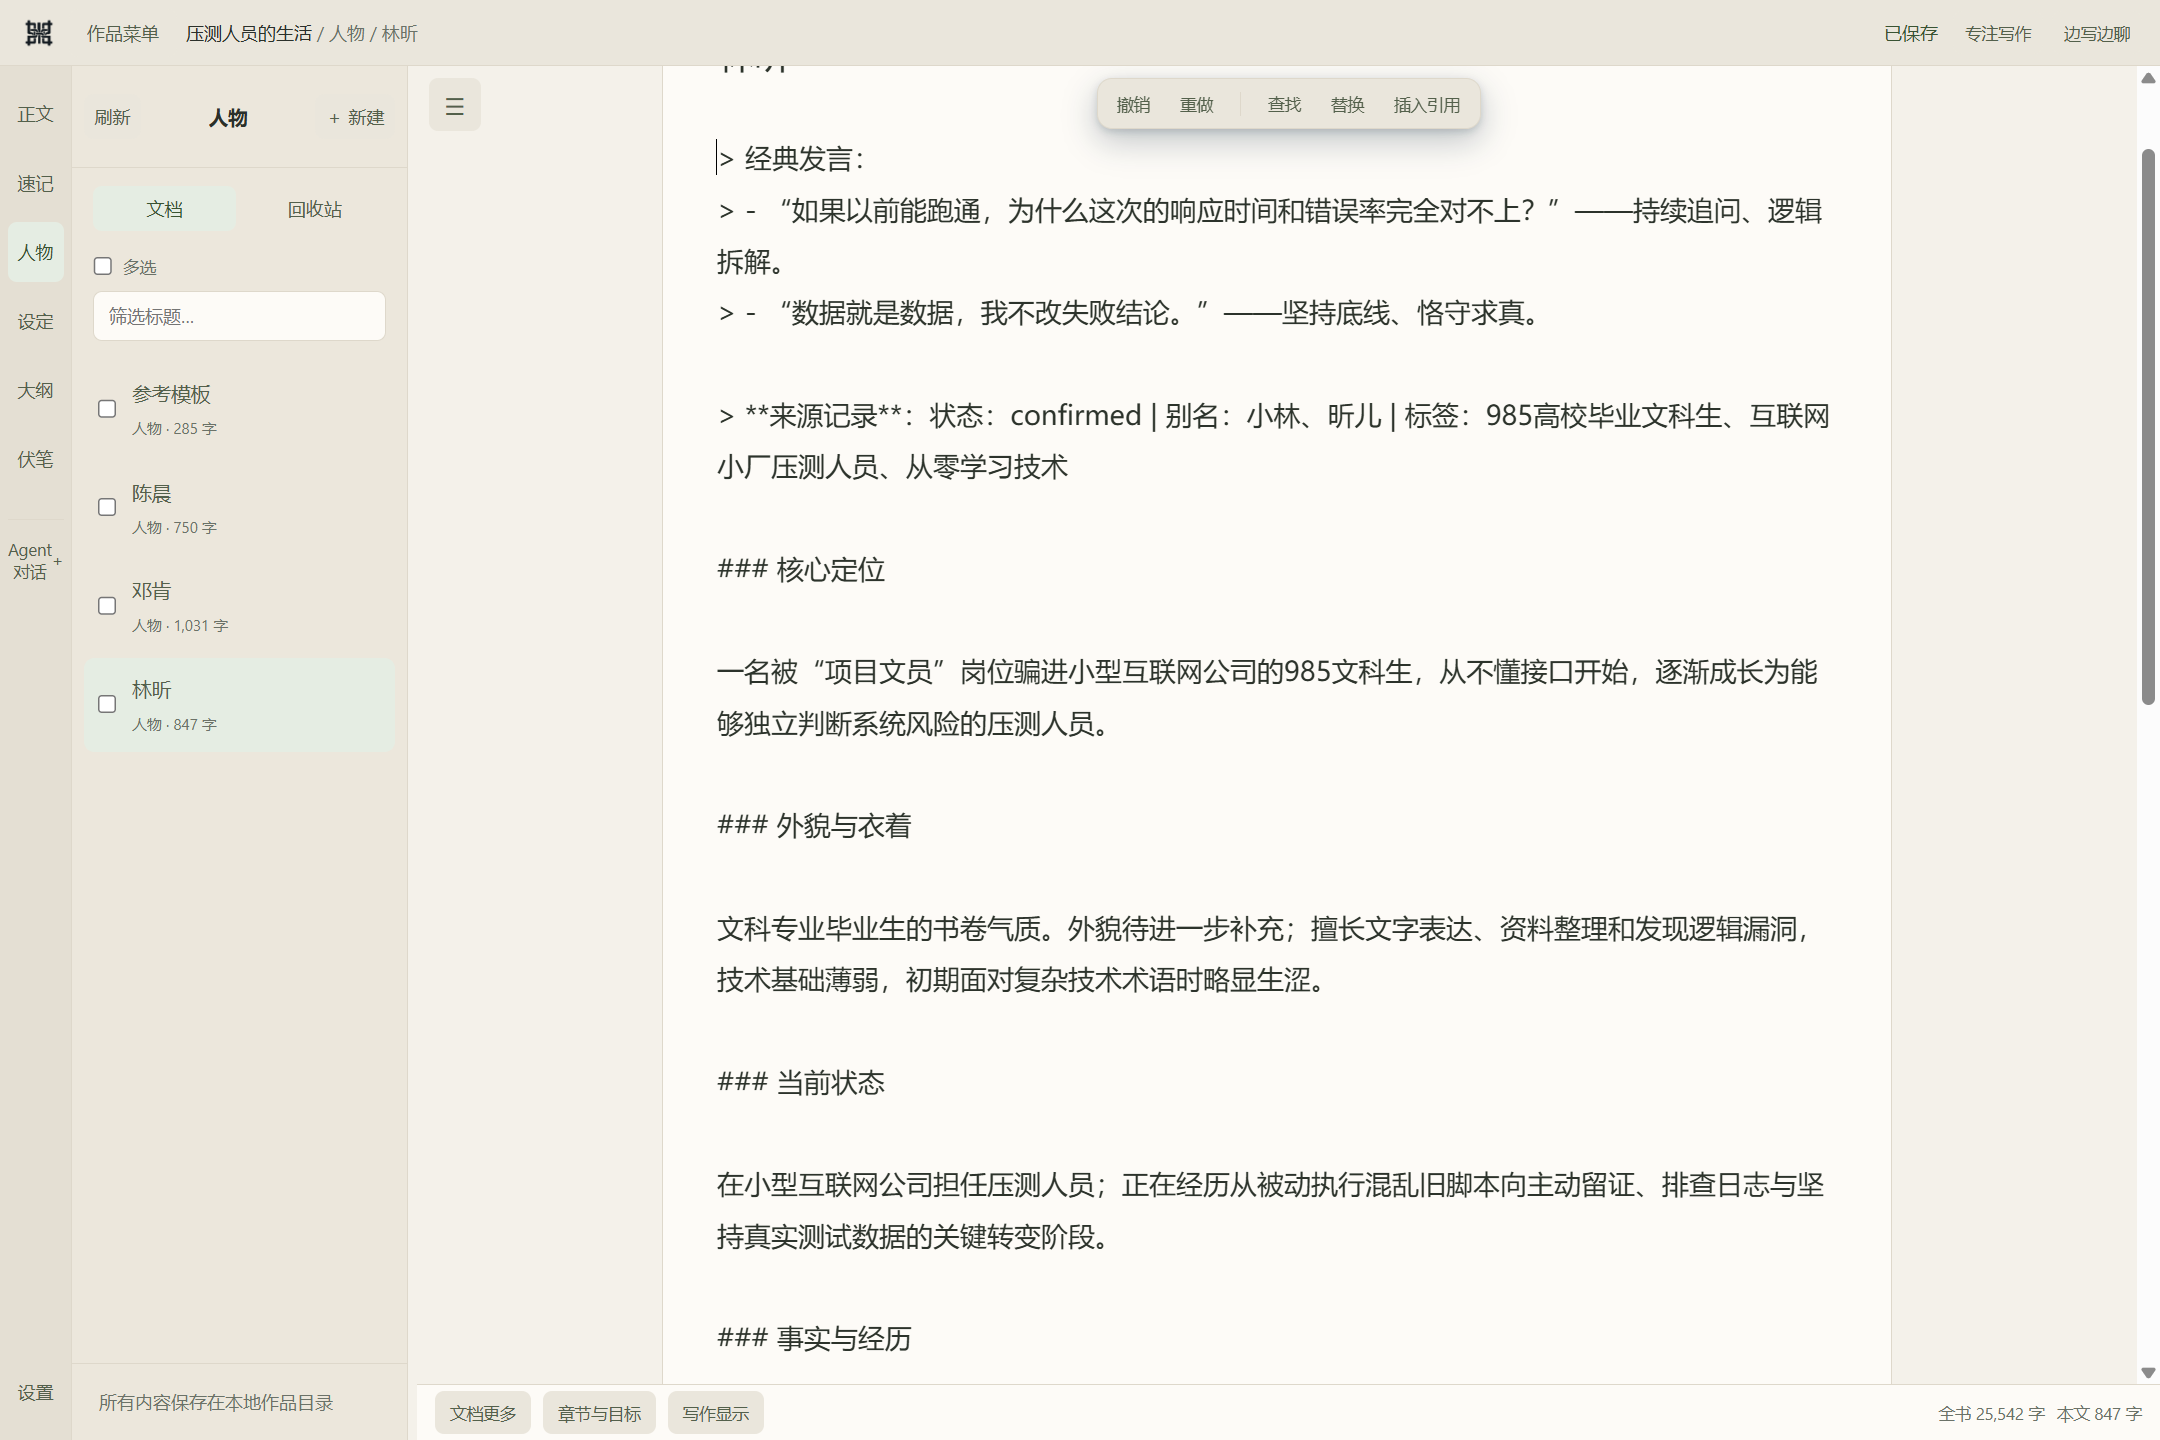 作品菜单 压测人员的生活 / 人物 / 林昕 已保存 专注写作 边写边聊
正文
速记
人物
设定
大纲
伏笔
Agent 对话 +
设置
刷新 人物 + 新建
文档 回收站
多选
筛选标题...
参考模板
人物 · 285 字
陈晨
人物 · 750 字
邓肯
人物 · 1,031 字
林昕
人物 · 847 字
所有内容保存在本地作品目录
☰
撤销 重做 查找 替换 插入引用
> 经典发言：
> - “如果以前能跑通，为什么这次的响应时间和错误率完全对不上？”——持续追问、逻辑
拆解。
> - “数据就是数据，我不改失败结论。”——坚持底线、恪守求真。
> **来源记录**：状态：confirmed | 别名：小林、昕儿 | 标签：985高校毕业文科生、互联网
小厂压测人员、从零学习技术
### 核心定位
一名被“项目文员”岗位骗进小型互联网公司的985文科生，从不懂接口开始，逐渐成长为能
够独立判断系统风险的压测人员。
### 外貌与衣着
文科专业毕业生的书卷气质。外貌待进一步补充；擅长文字表达、资料整理和发现逻辑漏洞，
技术基础薄弱，初期面对复杂技术术语时略显生涩。
### 当前状态
在小型互联网公司担任压测人员；正在经历从被动执行混乱旧脚本向主动留证、排查日志与坚
持真实测试数据的关键转变阶段。
### 事实与经历
文档更多 章节与目标 写作显示 全书 25,542 字 本文 847 字